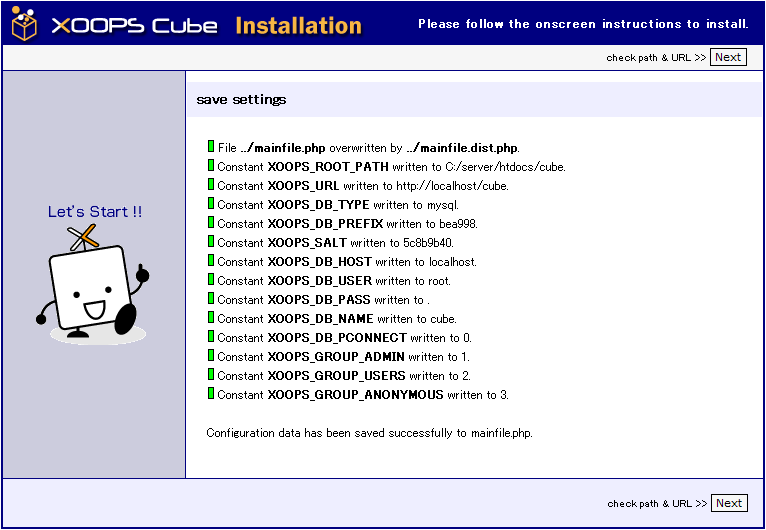 XOOPS Cube Installation Please follow the onscreen instructions to install.
check path & URL >> Next
save settings
File ../mainfile.php overwritten by ../mainfile.dist.php.
Constant XOOPS_ROOT_PATH written to C:/server/htdocs/cube.
Constant XOOPS_URL written to http://localhost/cube.
Constant XOOPS_DB_TYPE written to mysql.
Constant XOOPS_DB_PREFIX written to bea998.
Constant XOOPS_SALT written to 5c8b9b40.
Constant XOOPS_DB_HOST written to localhost.
Constant XOOPS_DB_USER written to root.
Constant XOOPS_DB_PASS written to .
Constant XOOPS_DB_NAME written to cube.
Constant XOOPS_DB_PCONNECT written to 0.
Constant XOOPS_GROUP_ADMIN written to 1.
Constant XOOPS_GROUP_USERS written to 2.
Constant XOOPS_GROUP_ANONYMOUS written to 3.
Configuration data has been saved successfully to mainfile.php.
Let's Start !!
check path & URL >> Next